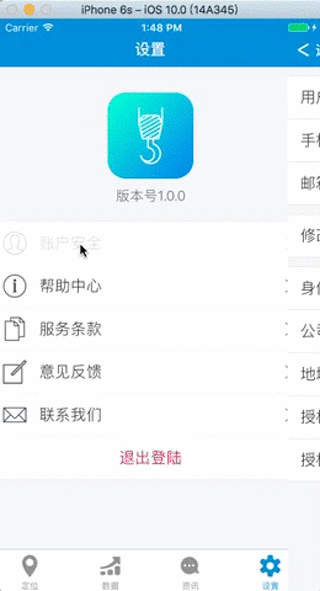 iPhone 6s – iOS 10.0 (14A345)
Carrier
1:48 PM
设置
版本号1.0.0
账户安全
帮助中心
服务条款
意见反馈
联系我们
退出登陆
手
邮
修改
身
公
地
授
授
定位
数据
资讯
设置